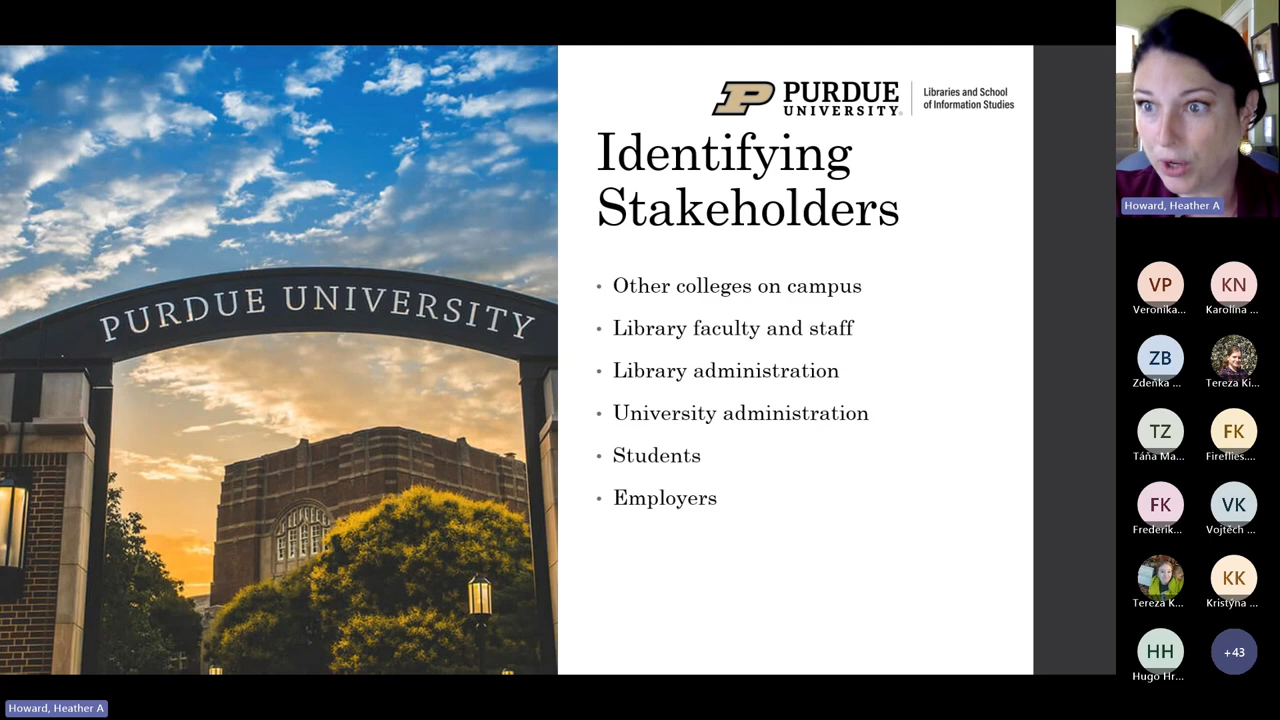 PURDUE UNIVERSITY
PURDUE
UNIVERSITY
Libraries and School
of Information Studies
Identifying
Stakeholders
• Other colleges on campus
• Library faculty and staff
• Library administration
• University administration
• Students
• Employers
Howard, Heather A
VP
Veronika...
KN
Karolína ...
ZB
Zdeňka ...
Tereza Ki...
TZ
Táňa Ma...
FK
Fireflies....
FK
Frederik...
VK
Vojtěch ...
Tereza K...
KK
Kristýna ...
HH
Hugo Hr...
+43
Howard, Heather A